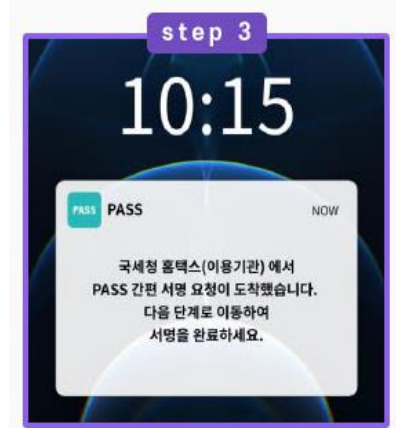 step 3
10:15
PASS PASS NOW
국세청 홈택스(이용기관) 에서
PASS 간편 서명 요청이 도착했습니다.
다음 단계로 이동하여
서명을 완료하세요.